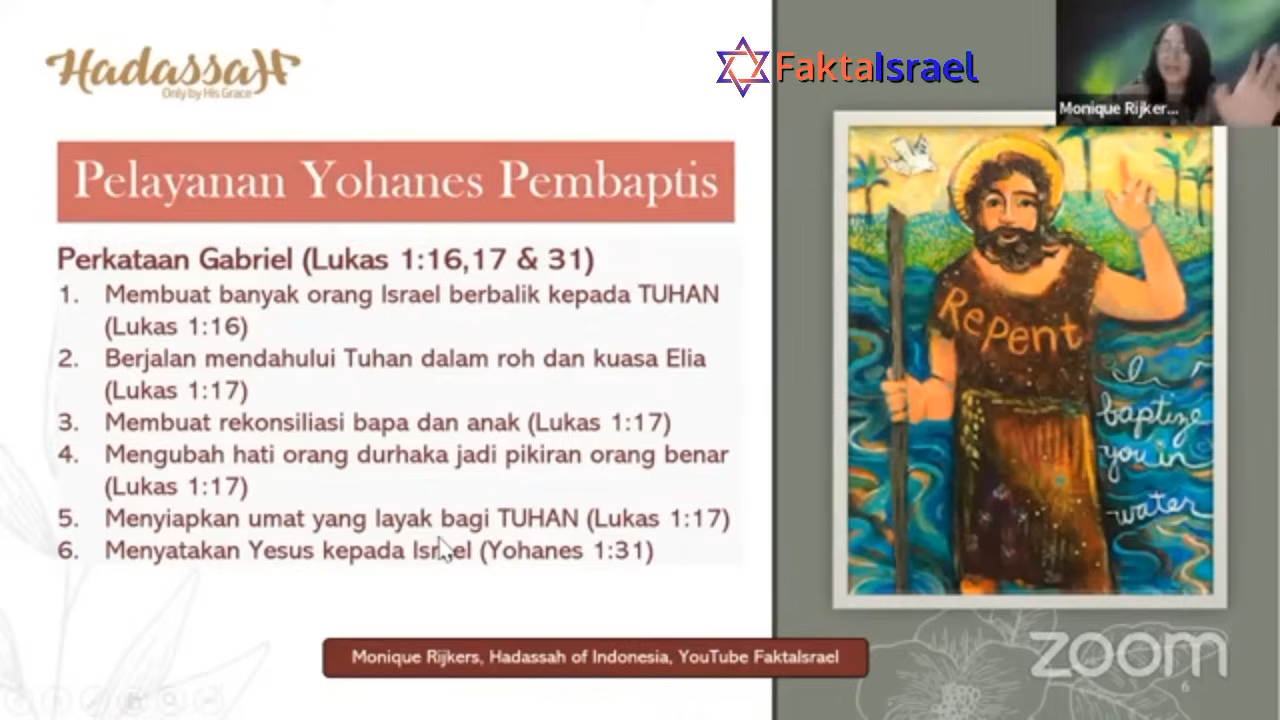 Hadassah
Only by His Grace
FaktaIsrael
Monique Rijker...
Pelayanan Yohanes Pembaptis
Perkataan Gabriel (Lukas 1:16,17 & 31)
1. Membuat banyak orang Israel berbalik kepada TUHAN
(Lukas 1:16)
2. Berjalan mendahului Tuhan dalam roh dan kuasa Elia
(Lukas 1:17)
3. Membuat rekonsiliasi bapa dan anak (Lukas 1:17)
4. Mengubah hati orang durhaka jadi pikiran orang benar
(Lukas 1:17)
5. Menyiapkan umat yang layak bagi TUHAN (Lukas 1:17)
6. Menyatakan Yesus kepada Israel (Yohanes 1:31)
Repent
baptize
you in
water
Monique Rijkers, Hadassah of Indonesia, YouTube FaktaIsrael
zoom
6